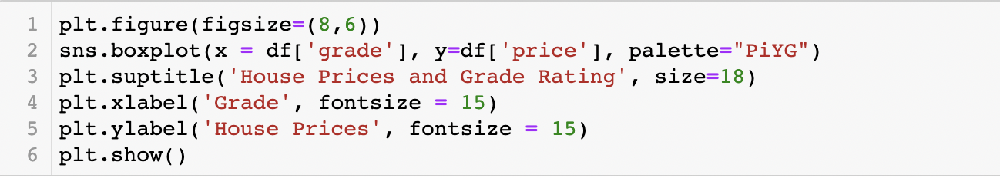 1 plt.figure(figsize=(8,6))
2 sns.boxplot(x = df['grade'], y=df['price'], palette="PiYG")
3 plt.suptitle('House Prices and Grade Rating', size=18)
4 plt.xlabel('Grade', fontsize = 15)
5 plt.ylabel('House Prices', fontsize = 15)
6 plt.show()